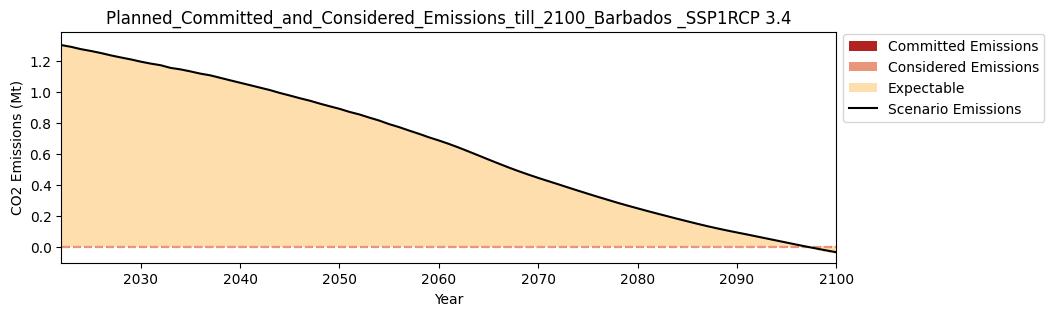 Planned_Committed_and_Considered_Emissions_till_2100_Barbados _SSP1RCP 3.4
CO2 Emissions (Mt)
1.2
1.0
0.8
0.6
0.4
0.2
0.0
2030 2040 2050 2060 2070 2080 2090 2100
Year
Committed Emissions
Considered Emissions
Expectable
Scenario Emissions